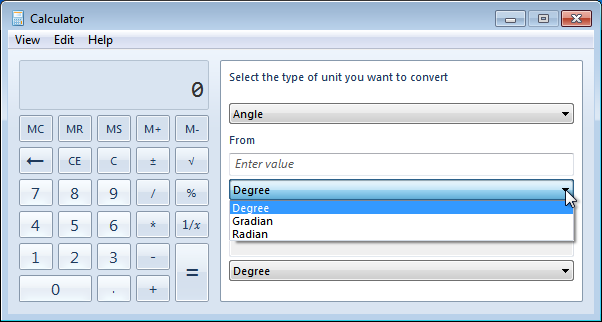 Calculator
View Edit Help
0
MC MR MS M+ M-
← CE C ± √
7 8 9 / %
4 5 6 * 1/x
1 2 3 - =
0 . +
Select the type of unit you want to convert
Angle
From
Enter value
Degree
Degree
Gradian
Radian
Degree